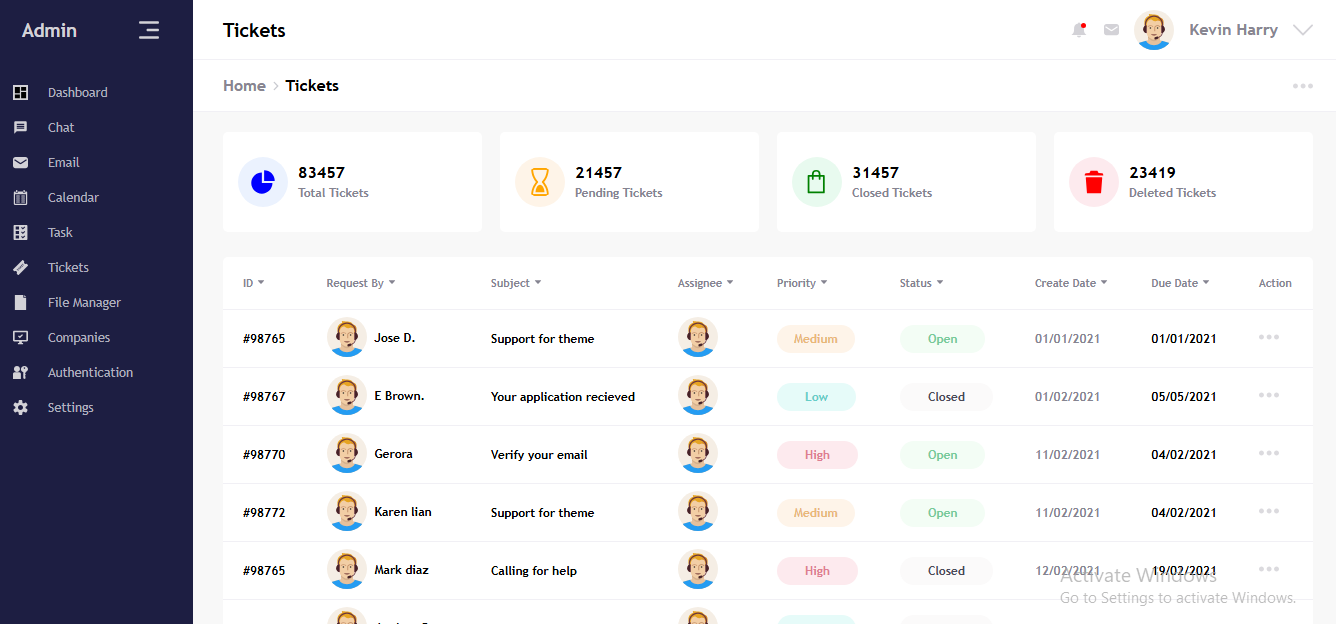 Admin
Tickets
Kevin Harry
Dashboard
Chat
Email
Calendar
Task
Tickets
File Manager
Companies
Authentication
Settings
Home > Tickets
83457
Total Tickets
21457
Pending Tickets
31457
Closed Tickets
23419
Deleted Tickets
ID Request By Subject Assignee Priority Status Create Date Due Date Action
#98765 Jose D. Support for theme Medium Open 01/01/2021 01/01/2021
#98767 E Brown. Your application recieved Low Closed 01/02/2021 05/05/2021
#98770 Gerora Verify your email High Open 11/02/2021 04/02/2021
#98772 Karen lian Support for theme Medium Open 11/02/2021 04/02/2021
#98765 Mark diaz Calling for help High Closed 12/02/2021 19/02/2021
Activate Windows
Go to Settings to activate Windows.